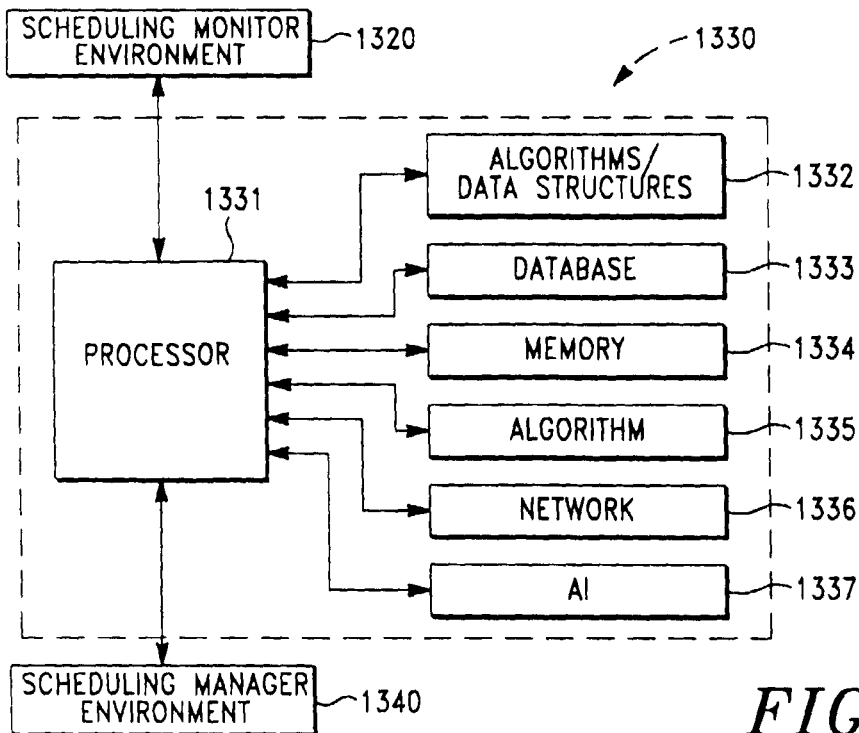 SCHEDULING MONITOR
ENVIRONMENT
1320
1330
1331
PROCESSOR
ALGORITHMS/
DATA STRUCTURES
1332
DATABASE
1333
MEMORY
1334
ALGORITHM
1335
NETWORK
1336
AI
1337
SCHEDULING MANAGER
ENVIRONMENT
1340
FIG